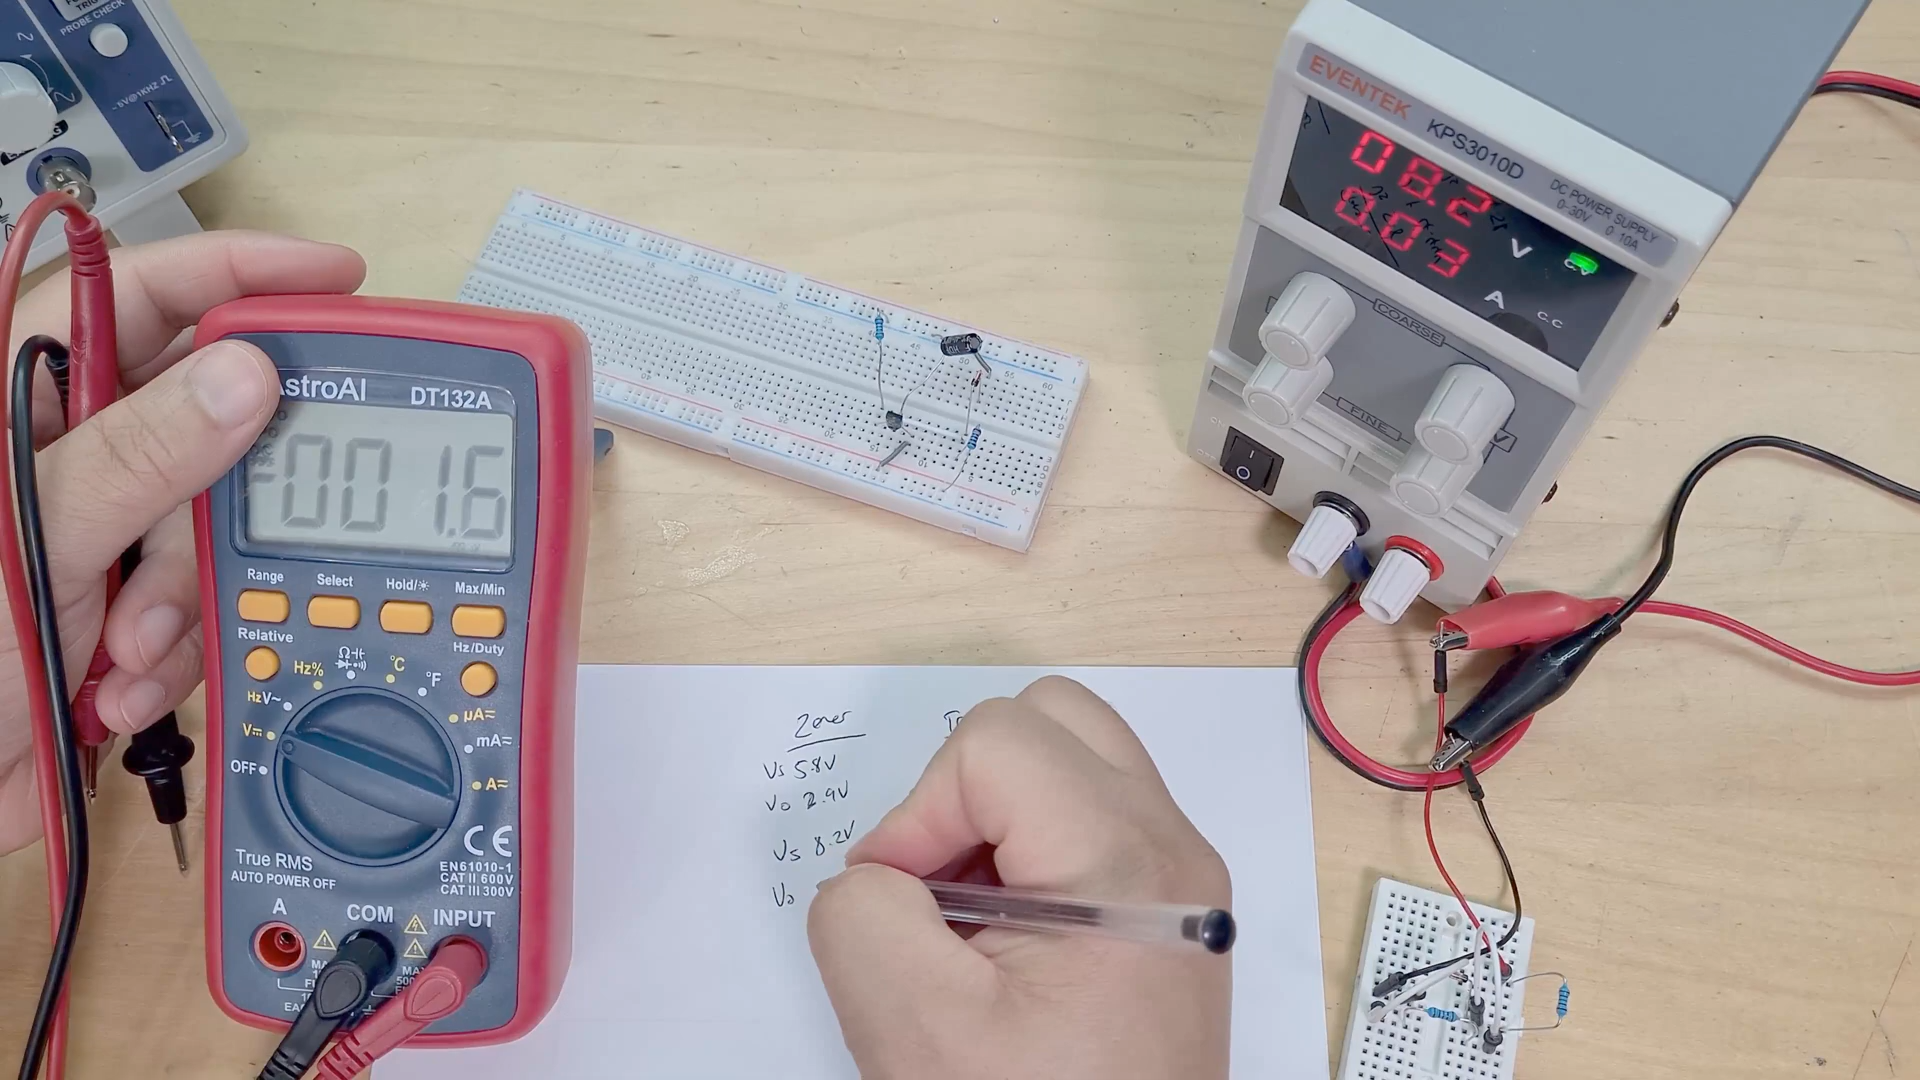 PROBE CHECK
~5V@1KHZ
EVENTEK
KPS3010D
DC POWER SUPPLY
0-30V 0 10A
08.2
V
C.V
0.03
A
C.C
COARSE
FINE
V
AstroAI DT132A
-001.6
Range Select Hold/☀ Max/Min
Relative
Hz/Duty
Hz%
Ω
°C
°F
HzV~
V⎓
OFF
µA≂
mA≂
A≂
CE
True RMS
AUTO POWER OFF
EN61010-1
CAT II 600V
CAT III 300V
A COM INPUT
Zener
Vs 5.8V
Vo 2.9V
Vs 8.2V
Vo